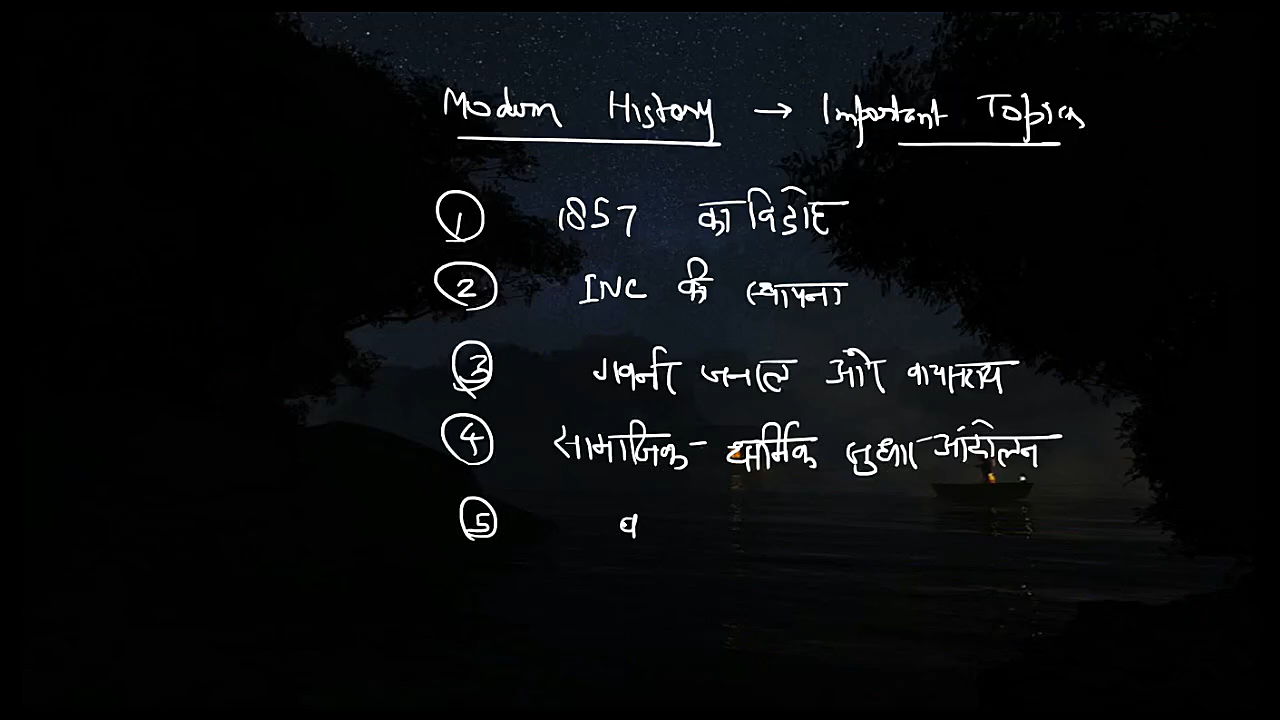 Modern History → Important Topics
1 1857 का विद्रोह
2 INC की स्थापना
3 गवर्नर जनरल और वायसराय
4 सामाजिक-धार्मिक सुधार आंदोलन
5 ब